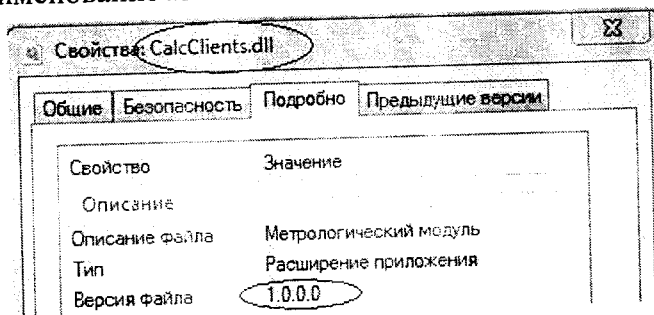 Свойства: CalcClients.dll
Общие Безопасность Подробно Предыдущие версии
Свойство Значение
Описание
Описание файла Метрологический модуль
Тип Расширение приложения
Версия файла 1.0.0.0